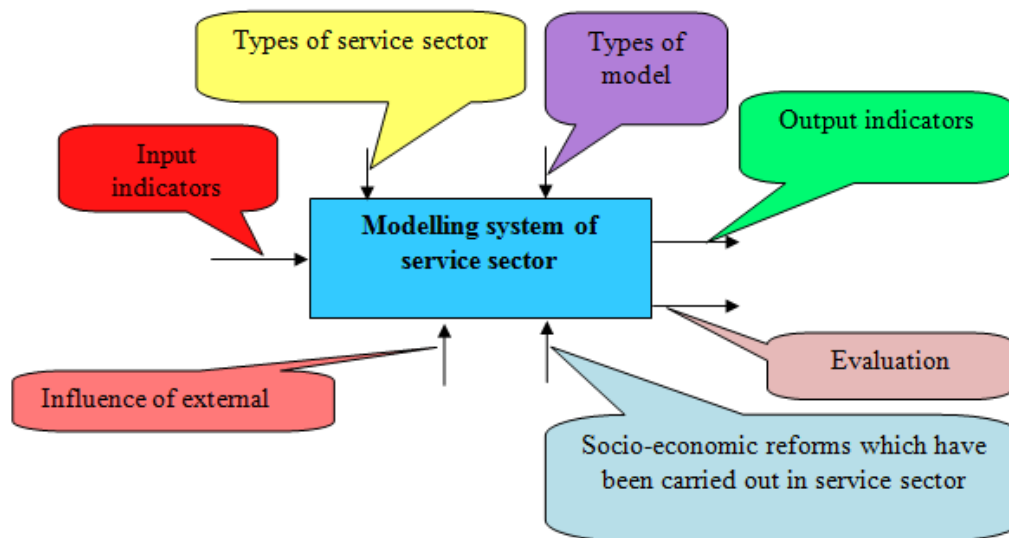 Types of service sector
Types of
model
Output indicators
Input
indicators
Modelling system of
service sector
Evaluation
Influence of external
Socio-economic reforms which have
been carried out in service sector